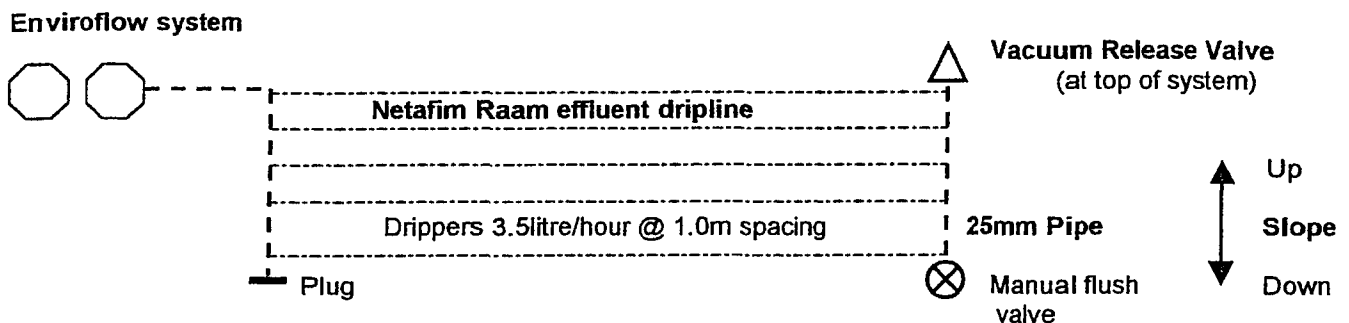 Enviroflow system
Vacuum Release Valve
(at top of system)
Netafim Raam effluent dripline
Up
Drippers 3.5litre/hour @ 1.0m spacing
25mm Pipe
Slope
Plug
Manual flush
valve
Down